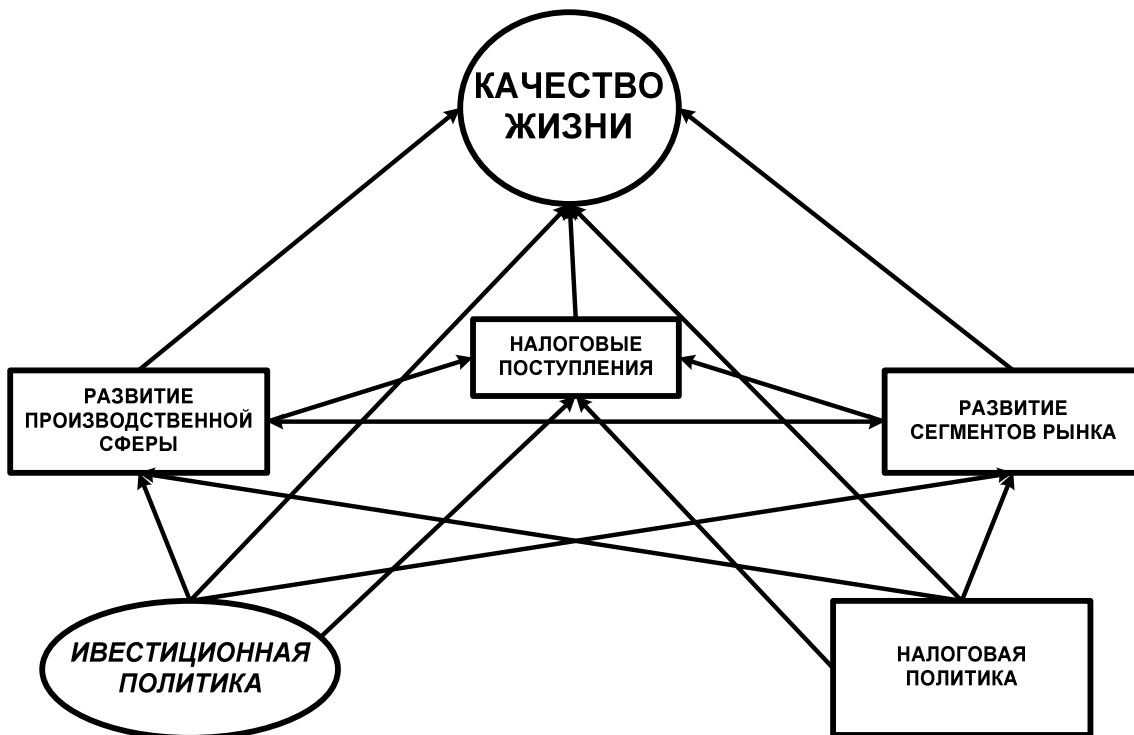 КАЧЕСТВО
ЖИЗНИ
НАЛОГОВЫЕ
ПОСТУПЛЕНИЯ
РАЗВИТИЕ
ПРОИЗВОДСТВЕННОЙ
СФЕРЫ
РАЗВИТИЕ
СЕГМЕНТОВ РЫНКА
ИВЕСТИЦИОННАЯ
ПОЛИТИКА
НАЛОГОВАЯ
ПОЛИТИКА